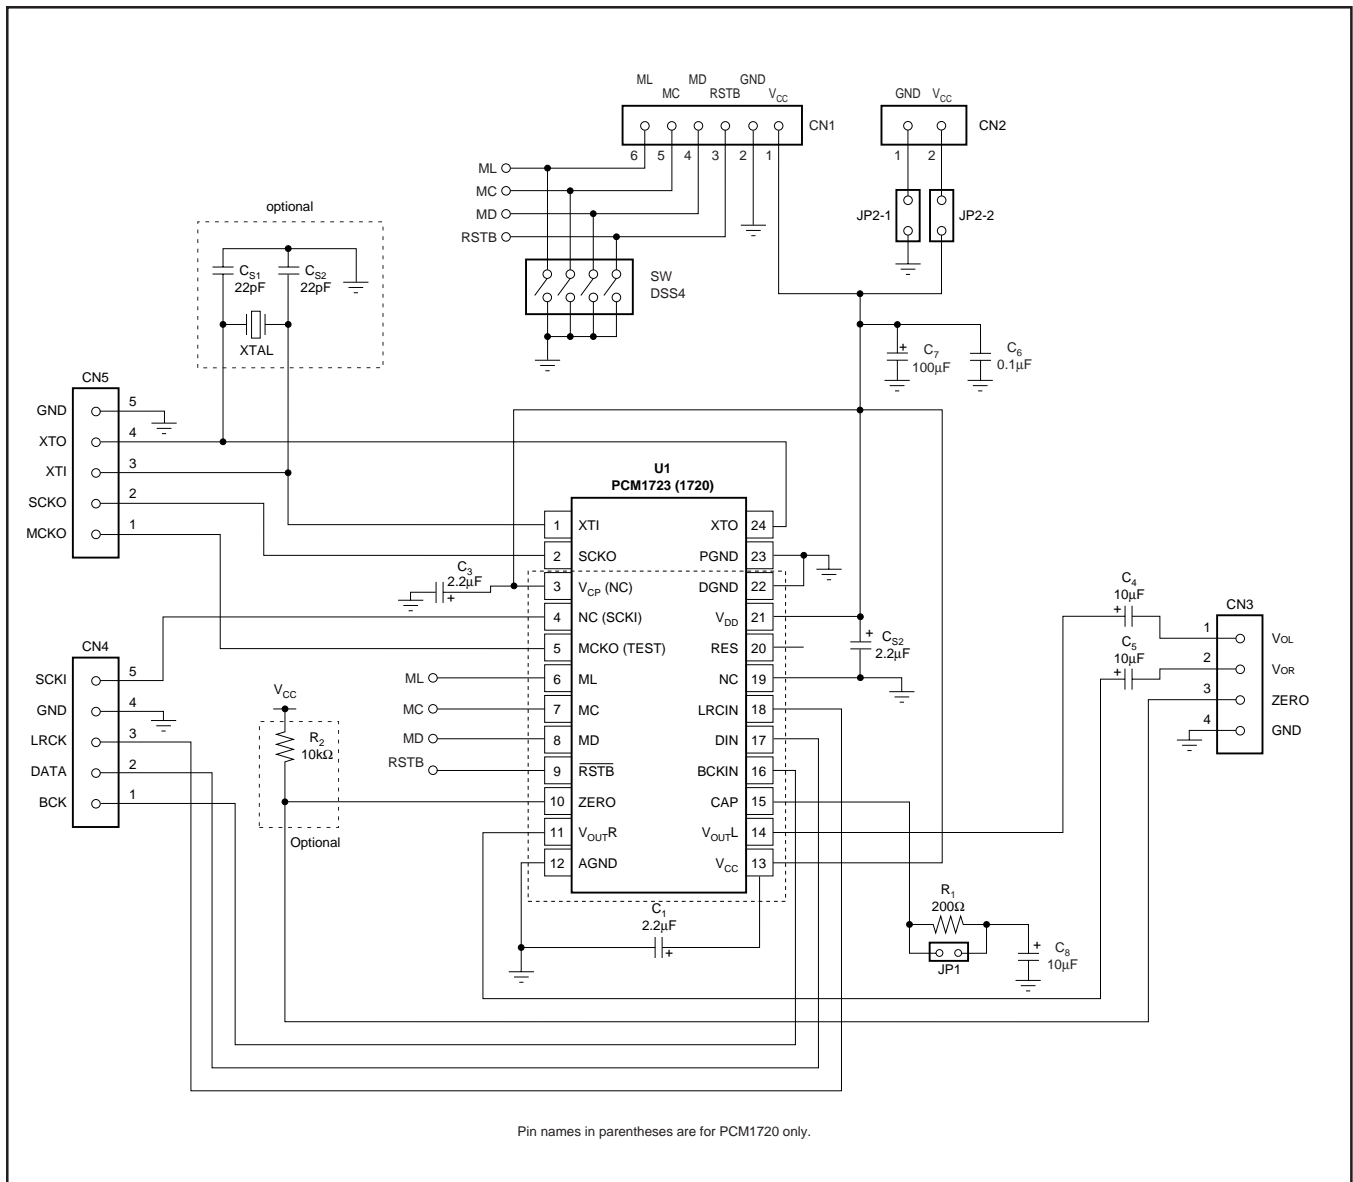 ML MD GND
MC RSTB VCC
CN1
6 5 4 3 2 1
GND VCC
CN2
1 2
JP2-1
JP2-2
ML
MC
MD
RSTB
SW
DSS4
optional
CS1
22pF
CS2
22pF
XTAL
C7
100µF
C6
0.1µF
+
CN5
GND 5
XTO 4
XTI 3
SCKO 2
MCKO 1
U1
PCM1723 (1720)
1 XTI
2 SCKO
3 VCP (NC)
4 NC (SCKI)
5 MCKO (TEST)
6 ML
7 MC
8 MD
9 RSTB
10 ZERO
11 VOUTR
12 AGND
XTO 24
PGND 23
DGND 22
VDD 21
RES 20
NC 19
LRCIN 18
DIN 17
BCKIN 16
CAP 15
VOUTL 14
VCC 13
C3
2.2µF
+
CS2
2.2µF
+
C4
10µF
+
C5
10µF
+
CN3
1 VOL
2 VOR
3 ZERO
4 GND
CN4
SCKI 5
GND 4
LRCK 3
DATA 2
BCK 1
ML
MC
MD
RSTB
VCC
R2
10kΩ
Optional
C1
2.2µF
+
R1
200Ω
JP1
C8
10µF
+
Pin names in parentheses are for PCM1720 only.